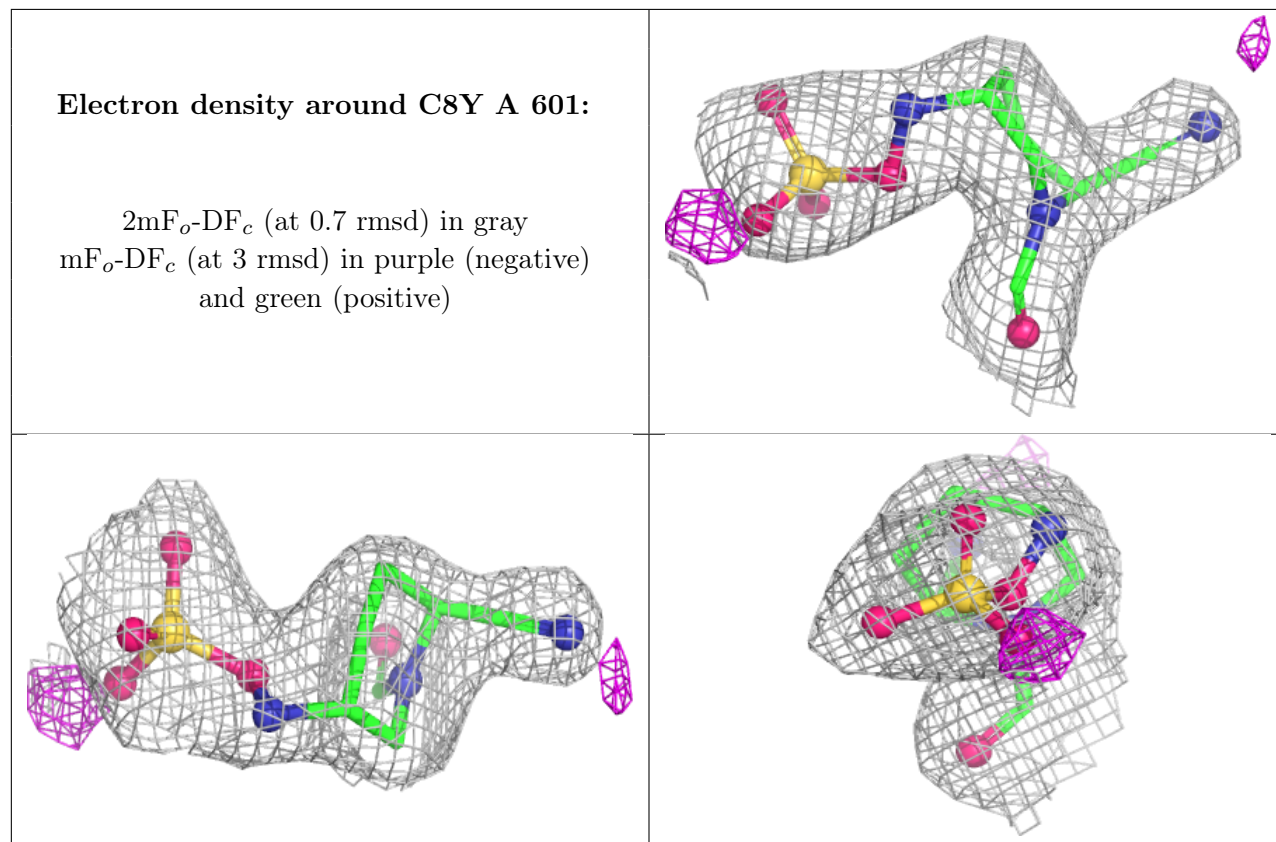 Electron density around C8Y A 601:
2mFo-DFc (at 0.7 rmsd) in gray
mFo-DFc (at 3 rmsd) in purple (negative)
and green (positive)